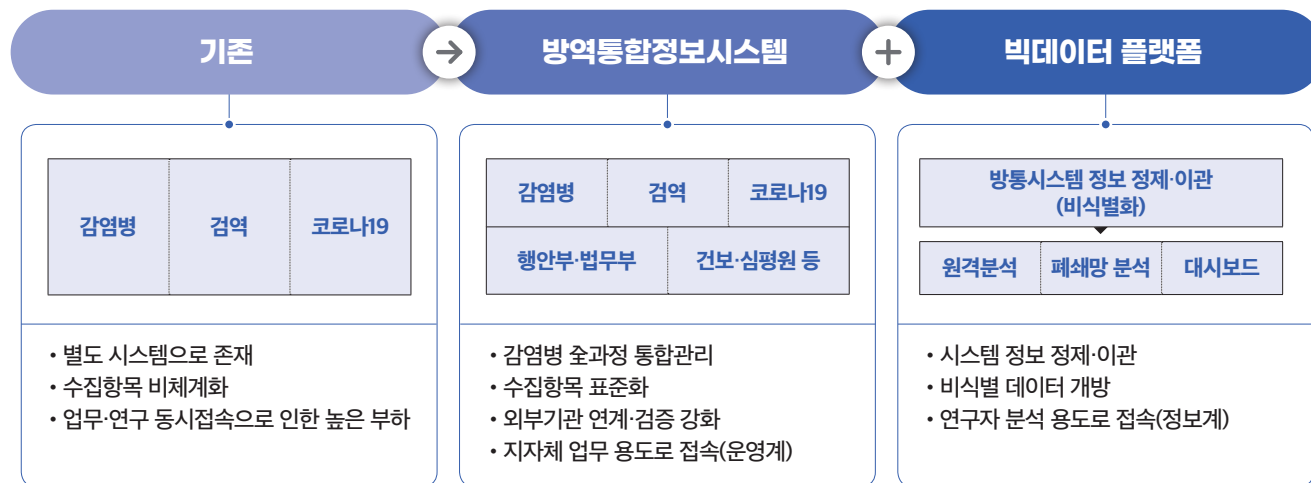 기존
감염병
검역
코로나19
• 별도 시스템으로 존재
• 수집항목 비체계화
• 업무·연구 동시접속으로 인한 높은 부하
방역통합정보시스템
감염병
검역
코로나19
행안부·법무부
건보·심평원 등
• 감염병 全과정 통합관리
• 수집항목 표준화
• 외부기관 연계·검증 강화
• 지자체 업무 용도로 접속(운영계)
빅데이터 플랫폼
방통시스템 정보 정제·이관
(비식별화)
원격분석
폐쇄망 분석
대시보드
• 시스템 정보 정제·이관
• 비식별 데이터 개방
• 연구자 분석 용도로 접속(정보계)